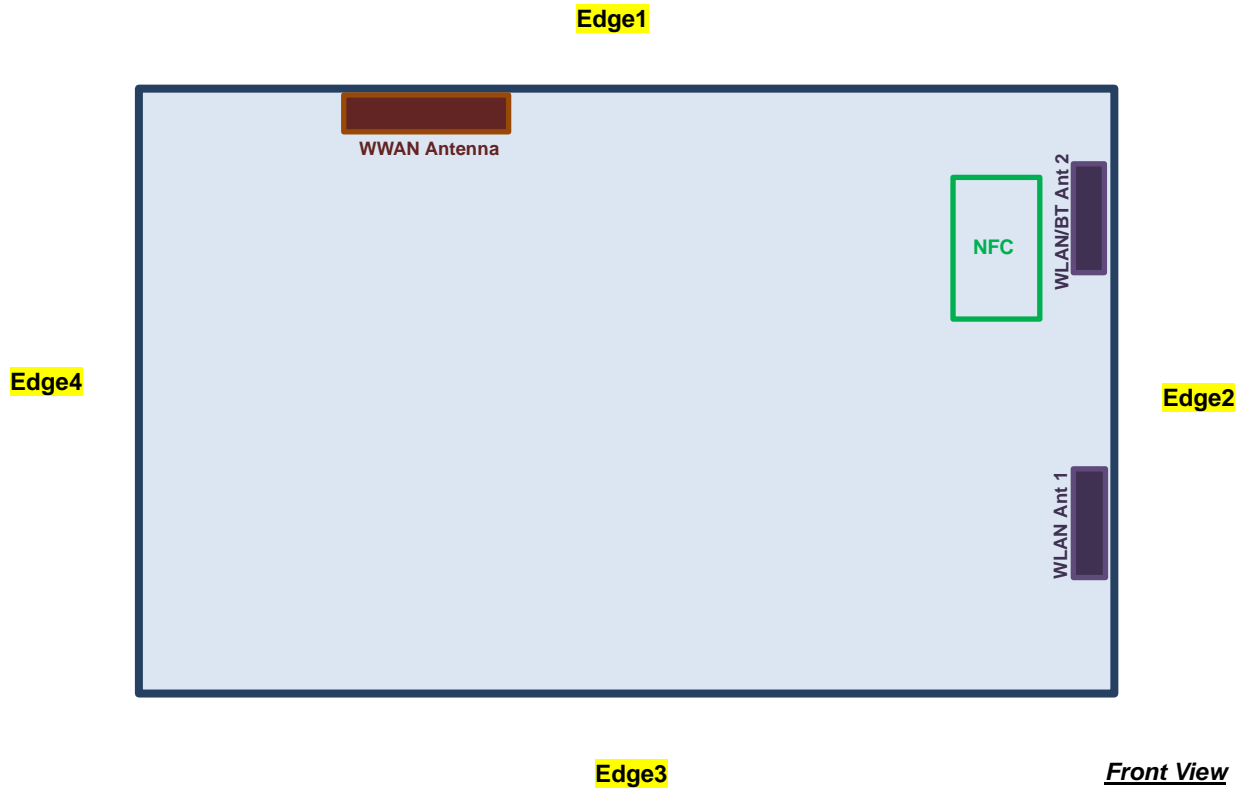 Edge1
WWAN Antenna
WLAN/BT Ant 2
NFC
Edge4
Edge2
WLAN Ant 1
Edge3
Front View